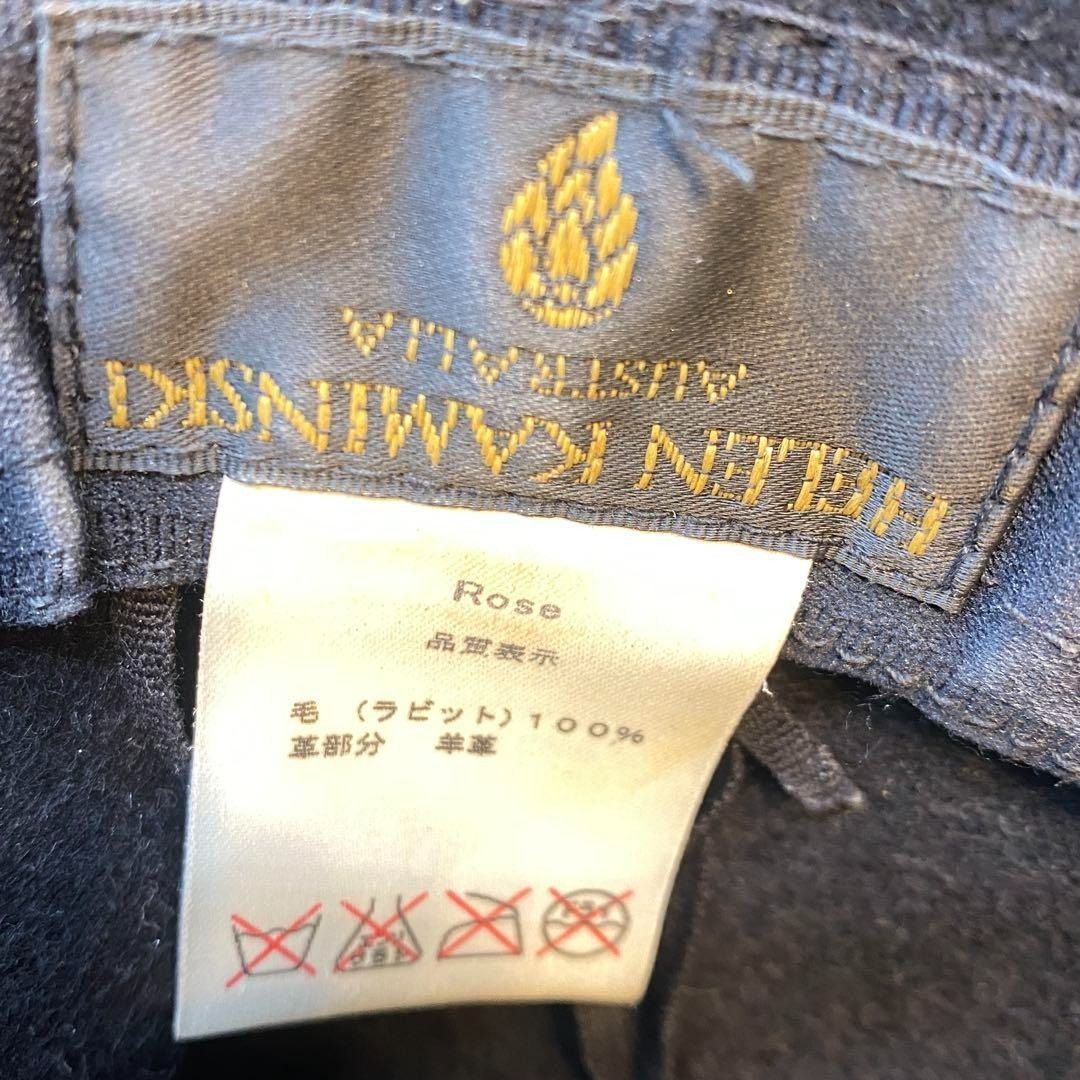 HELEN KAMINSKI
AUSTRALIA
Rose
品質表示
毛 (ラビット)100%
革部分 羊革